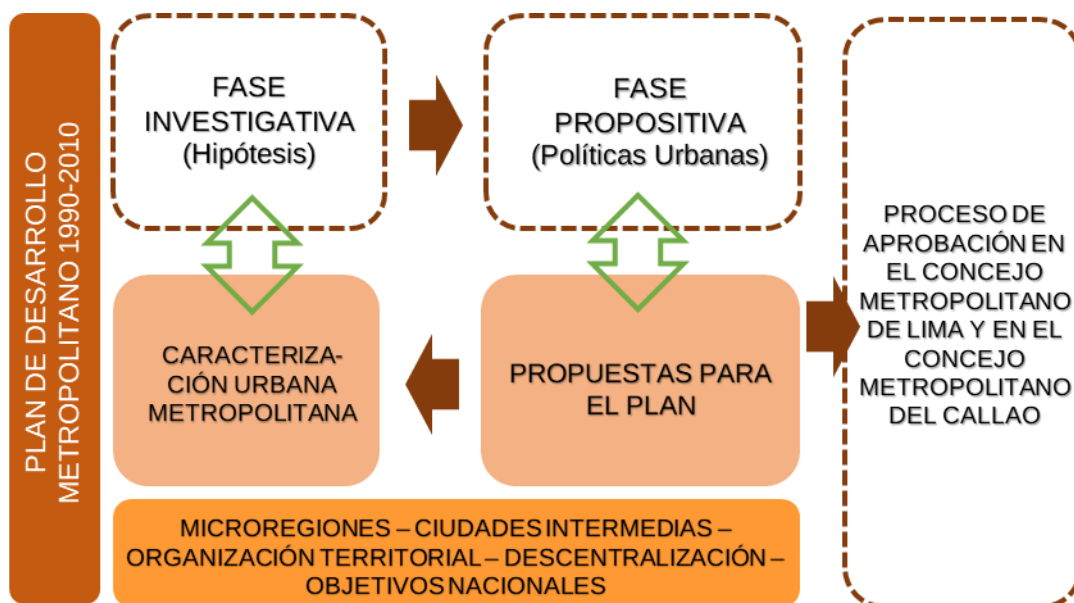 PLAN DE DESARROLLO
METROPOLITANO 1990-2010
FASE
INVESTIGATIVA
(Hipótesis)
FASE
PROPOSITIVA
(Políticas Urbanas)
CARACTERIZA-
CIÓN URBANA
METROPOLITANA
PROPUESTAS PARA
EL PLAN
PROCESO DE
APROBACIÓN EN
EL CONCEJO
METROPOLITANO
DE LIMA Y EN EL
CONCEJO
METROPOLITANO
DEL CALLAO
MICROREGIONES – CIUDADES INTERMEDIAS –
ORGANIZACIÓN TERRITORIAL – DESCENTRALIZACIÓN –
OBJETIVOS NACIONALES